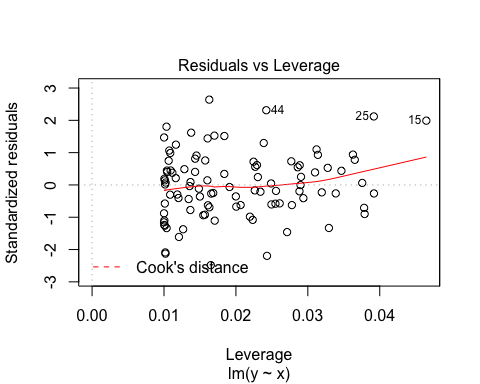 Residuals vs Leverage
Standardized residuals
3
2
1
0
-1
-2
-3
44
25
15
Cook's distance
0.00 0.01 0.02 0.03 0.04
Leverage
lm(y ~ x)